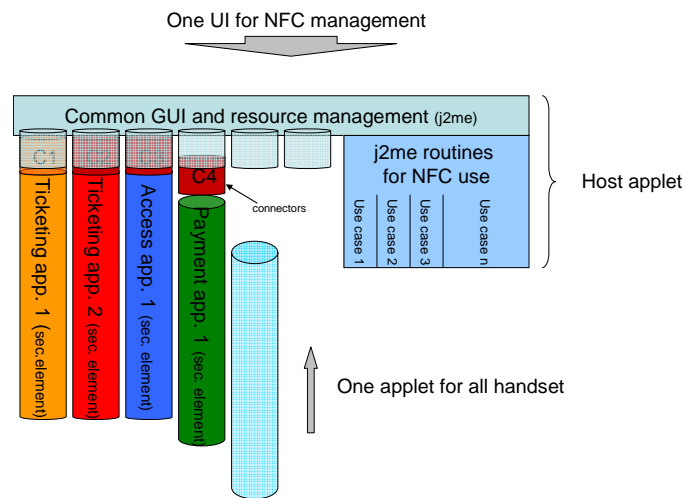 One UI for NFC management
Common GUI and resource management (j2me)
C1
C2
C3
C4
connectors
j2me routines
for NFC use
Use case 1
Use case 2
Use case 3
Use case n
Host applet
Ticketing app. 1 (sec.element)
Ticketing app. 2 (sec. element)
Access app. 1 (sec. element)
Payment app. 1 (sec. element)
One applet for all handset